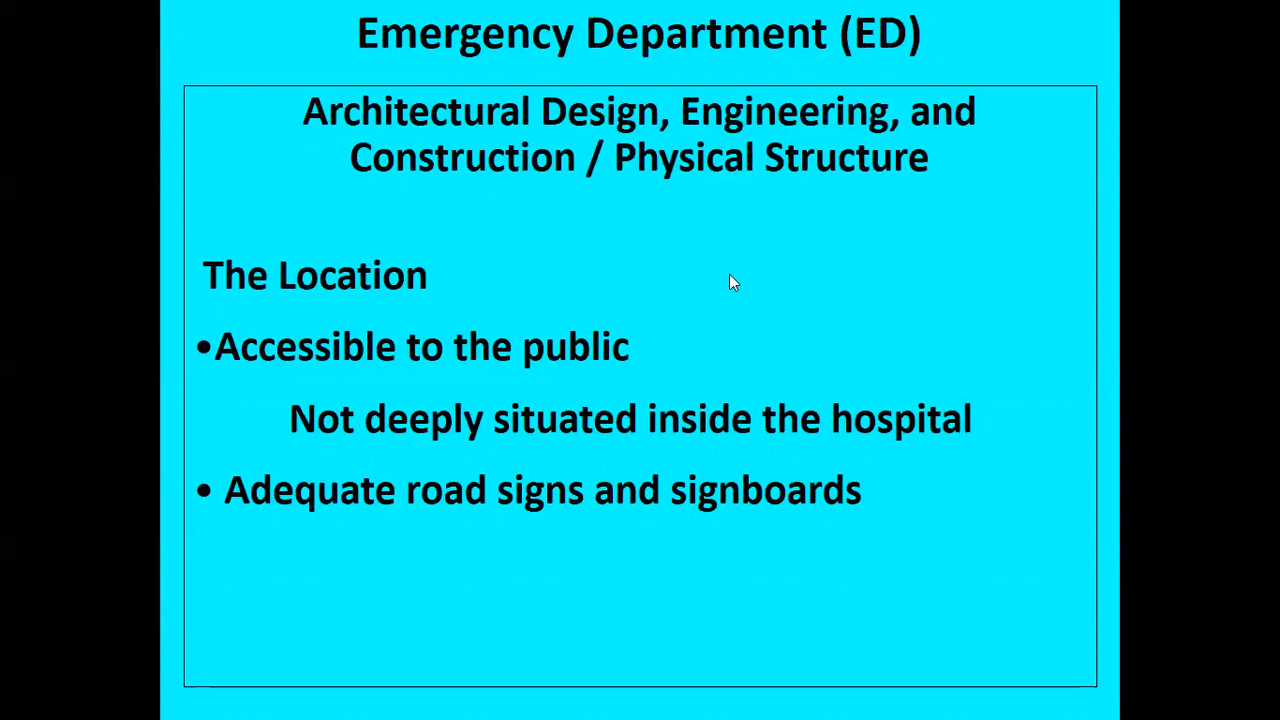 Emergency Department (ED)
Architectural Design, Engineering, and
Construction / Physical Structure
The Location
•Accessible to the public
Not deeply situated inside the hospital
• Adequate road signs and signboards